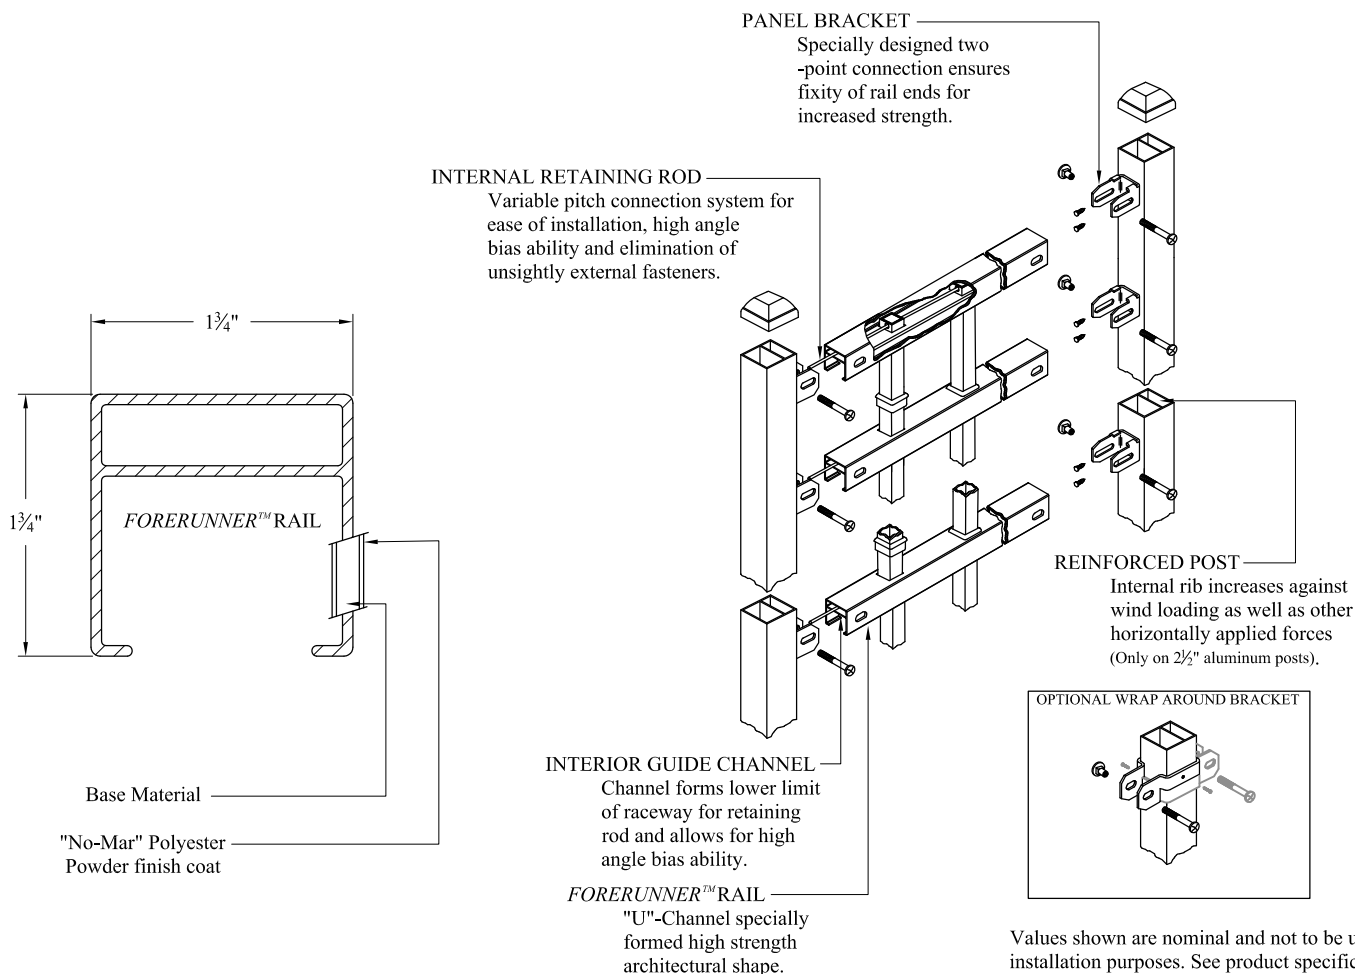 PANEL BRACKET
Specially designed two
-point connection ensures
fixity of rail ends for
increased strength.
INTERNAL RETAINING ROD
Variable pitch connection system for
ease of installation, high angle
bias ability and elimination of
unsightly external fasteners.
1¾"
1¾"
FORERUNNER™ RAIL
Base Material
"No-Mar" Polyester
Powder finish coat
REINFORCED POST
Internal rib increases against
wind loading as well as other
horizontally applied forces
(Only on 2½" aluminum posts).
OPTIONAL WRAP AROUND BRACKET
INTERIOR GUIDE CHANNEL
Channel forms lower limit
of raceway for retaining
rod and allows for high
angle bias ability.
FORERUNNER™ RAIL
"U"-Channel specially
formed high strength
architectural shape.
Values shown are nominal and not to be
installation purposes. See product